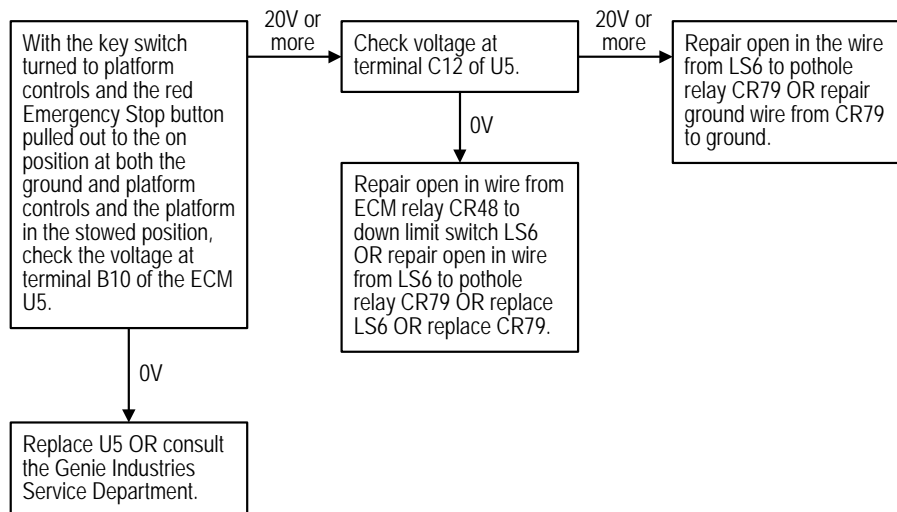 With the key switch
turned to platform
controls and the red
Emergency Stop button
pulled out to the on
position at both the
ground and platform
controls and the platform
in the stowed position,
check the voltage at
terminal B10 of the ECM
U5.
20V or
more
Check voltage at
terminal C12 of U5.
20V or
more
Repair open in the wire
from LS6 to pothole
relay CR79 OR repair
ground wire from CR79
to ground.
0V
Repair open in wire from
ECM relay CR48 to
down limit switch LS6
OR repair open in wire
from LS6 to pothole
relay CR79 OR replace
LS6 OR replace CR79.
0V
Replace U5 OR consult
the Genie Industries
Service Department.